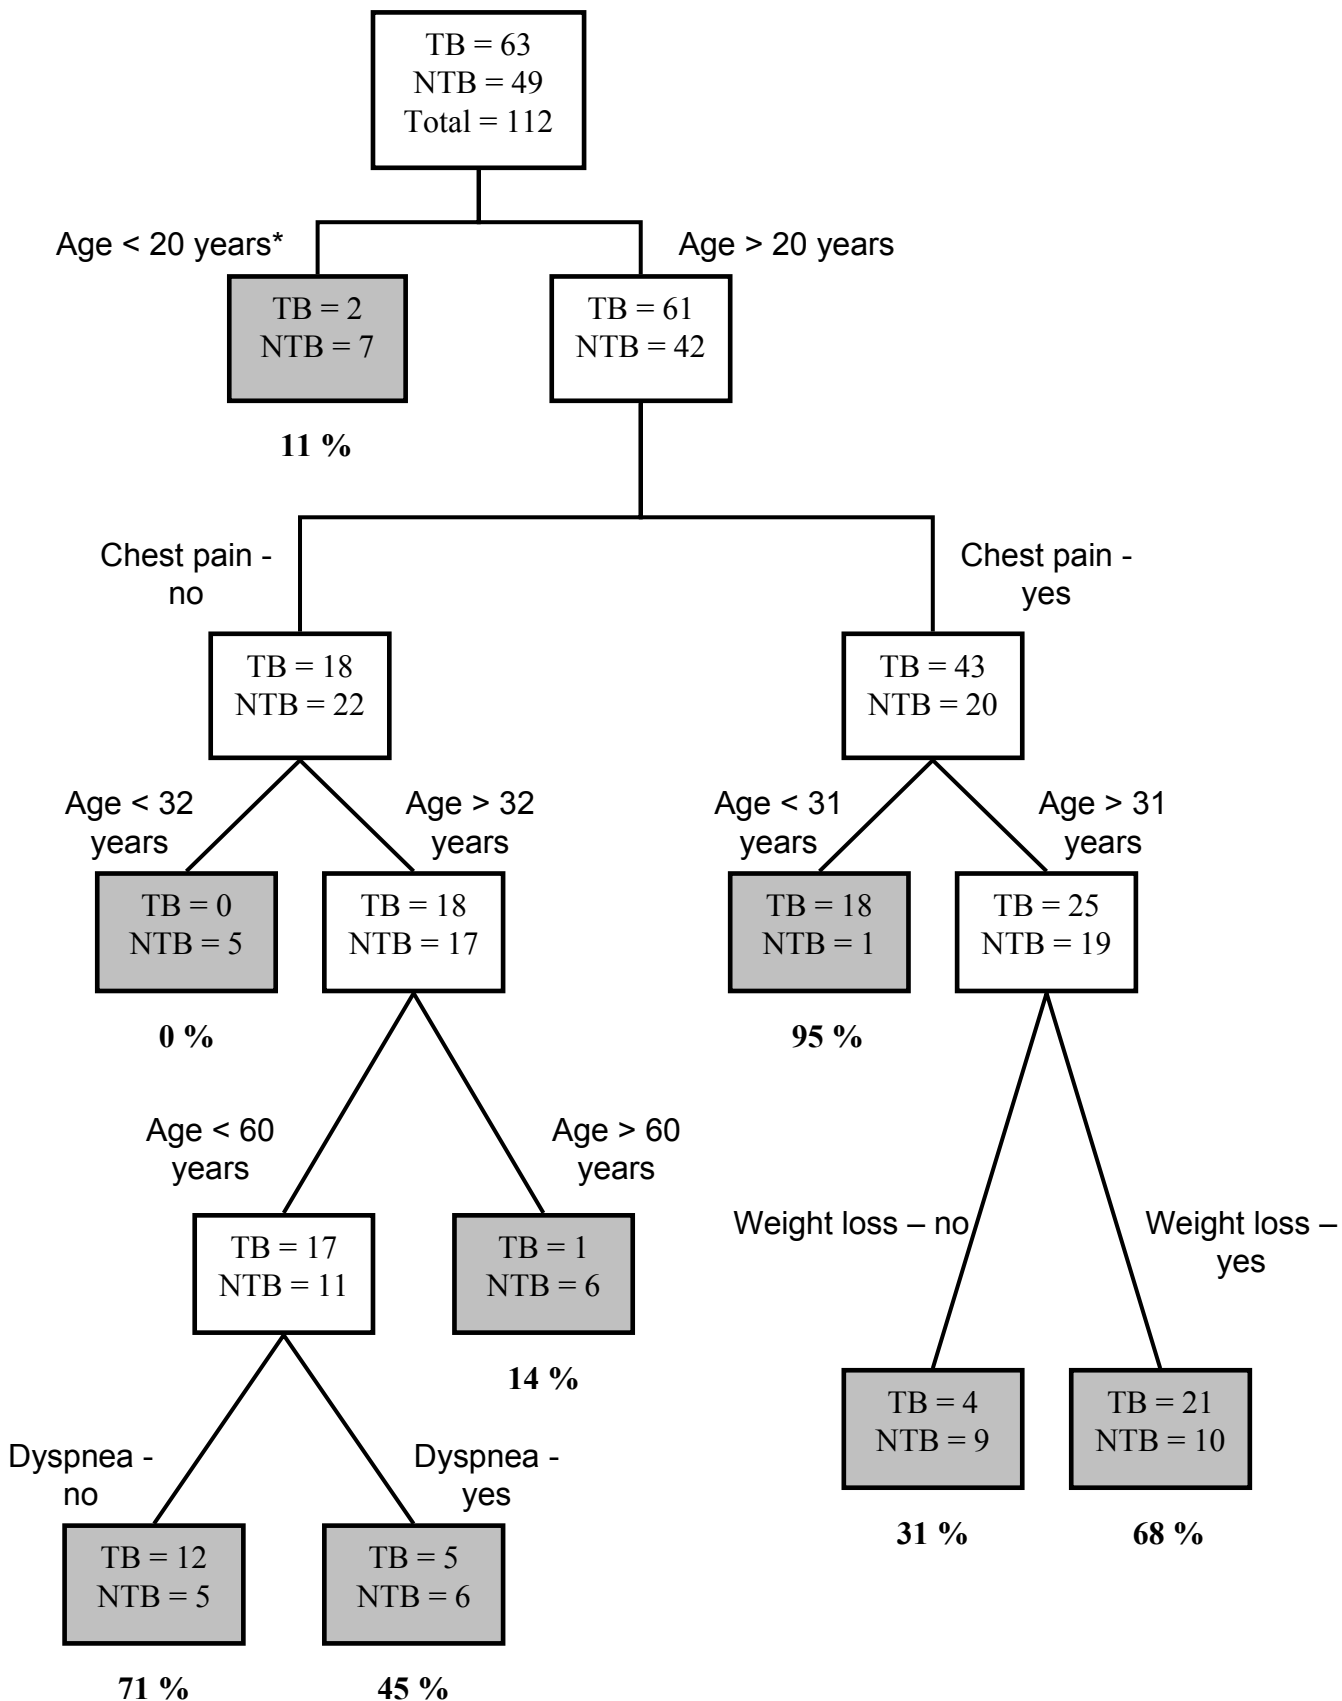 TB = 63
NTB = 49
Total = 112
Age < 20 years*
Age > 20 years
TB = 2
NTB = 7
TB = 61
NTB = 42
11 %
Chest pain -
no
Chest pain -
yes
TB = 18
NTB = 22
TB = 43
NTB = 20
Age < 32
years
Age > 32
years
Age < 31
years
Age > 31
years
TB = 0
NTB = 5
TB = 18
NTB = 17
TB = 18
NTB = 1
TB = 25
NTB = 19
0 %
95 %
Age < 60
years
Age > 60
years
Weight loss – no
Weight loss –
yes
TB = 17
NTB = 11
TB = 1
NTB = 6
14 %
TB = 4
NTB = 9
TB = 21
NTB = 10
Dyspnea -
no
Dyspnea -
yes
31 %
68 %
TB = 12
NTB = 5
TB = 5
NTB = 6
71 %
45 %